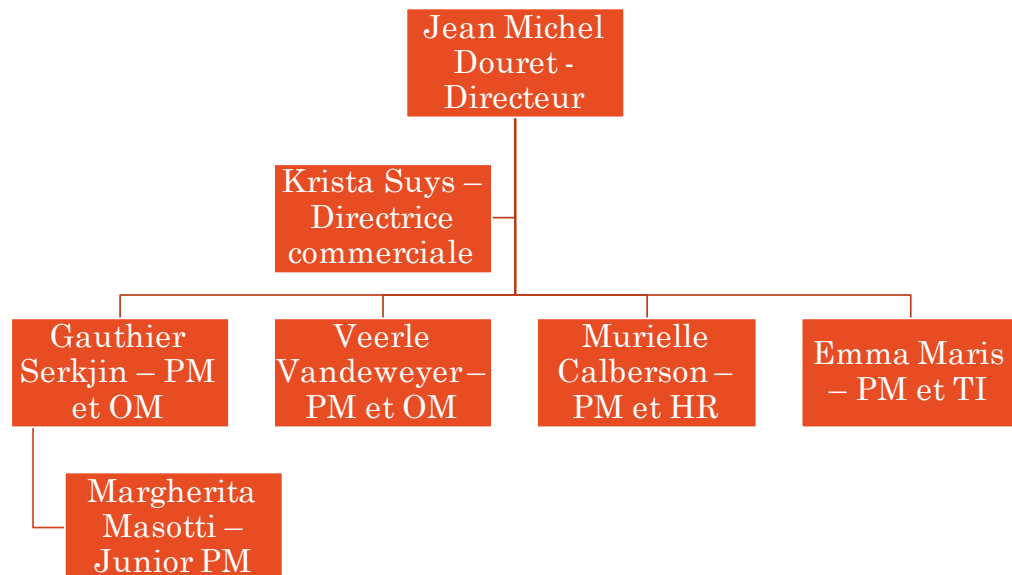 Jean Michel
Douret -
Directeur
Krista Suys –
Directrice
commerciale
Gauthier
Serkjin – PM
et OM
Veerle
Vandeweyer –
PM et OM
Murielle
Calberson –
PM et HR
Emma Maris
– PM et TI
Margherita
Masotti –
Junior PM